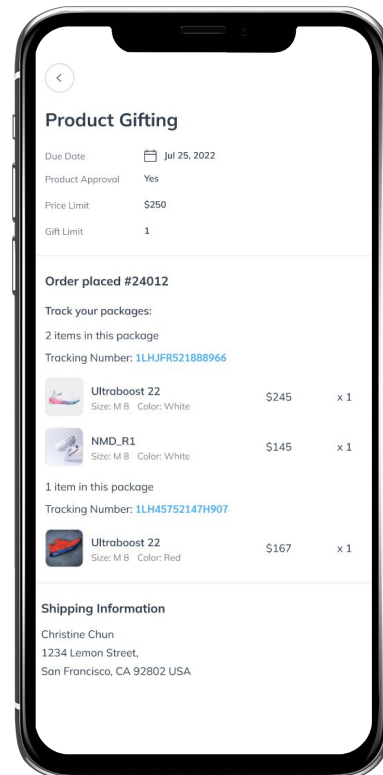 Product Gifting
Due Date Jul 25, 2022
Product Approval Yes
Price Limit $250
Gift Limit 1
Order placed #24012
Track your packages:
2 items in this package
Tracking Number: 1LHJFR521888966
Ultraboost 22 $245 x 1
Size: M 8 Color: White
NMD_R1 $145 x 1
Size: M 8 Color: White
1 item in this package
Tracking Number: 1LH45752147H907
Ultraboost 22 $167 x 1
Size: M 8 Color: Red
Shipping Information
Christine Chun
1234 Lemon Street,
San Francisco, CA 92802 USA